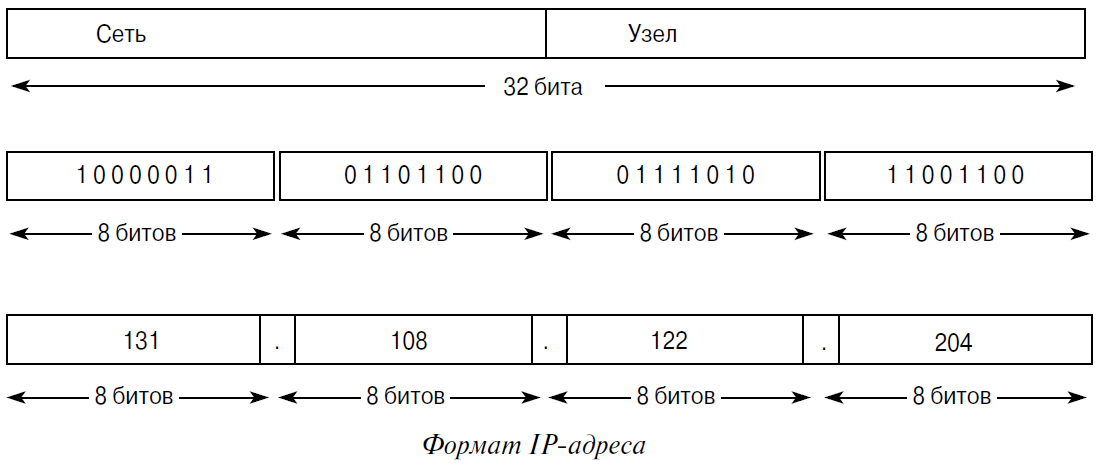 Сеть Узел
32 бита
10000011 01101100 01111010 11001100
8 битов 8 битов 8 битов 8 битов
131 . 108 . 122 . 204
8 битов 8 битов 8 битов 8 битов
Формат IP-адреса